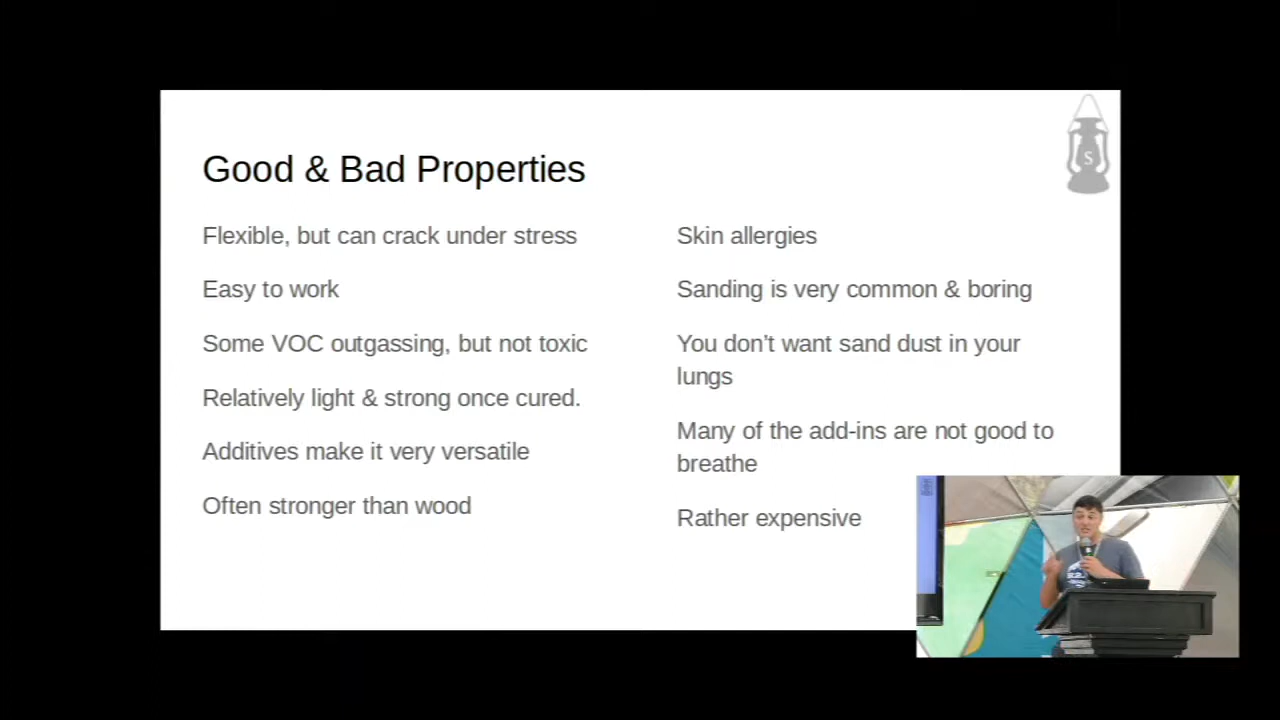 Good & Bad Properties
Flexible, but can crack under stress
Easy to work
Some VOC outgassing, but not toxic
Relatively light & strong once cured.
Additives make it very versatile
Often stronger than wood
Skin allergies
Sanding is very common & boring
You don't want sand dust in your
lungs
Many of the add-ins are not good to
breathe
Rather expensive
S